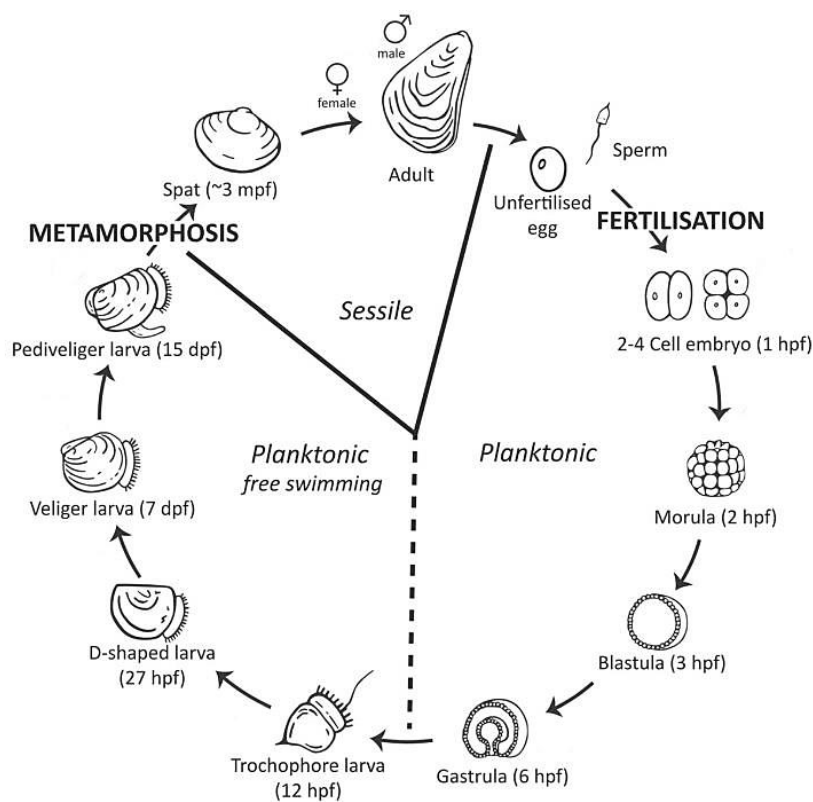 ♂
male
♀
female
Adult
Unfertilised
egg
Sperm
FERTILISATION
2-4 Cell embryo (1 hpf)
Morula (2 hpf)
Blastula (3 hpf)
Gastrula (6 hpf)
Trochophore larva
(12 hpf)
D-shaped larva
(27 hpf)
Veliger larva (7 dpf)
Pediveliger larva (15 dpf)
METAMORPHOSIS
Spat (~3 mpf)
Sessile
Planktonic
free swimming
Planktonic